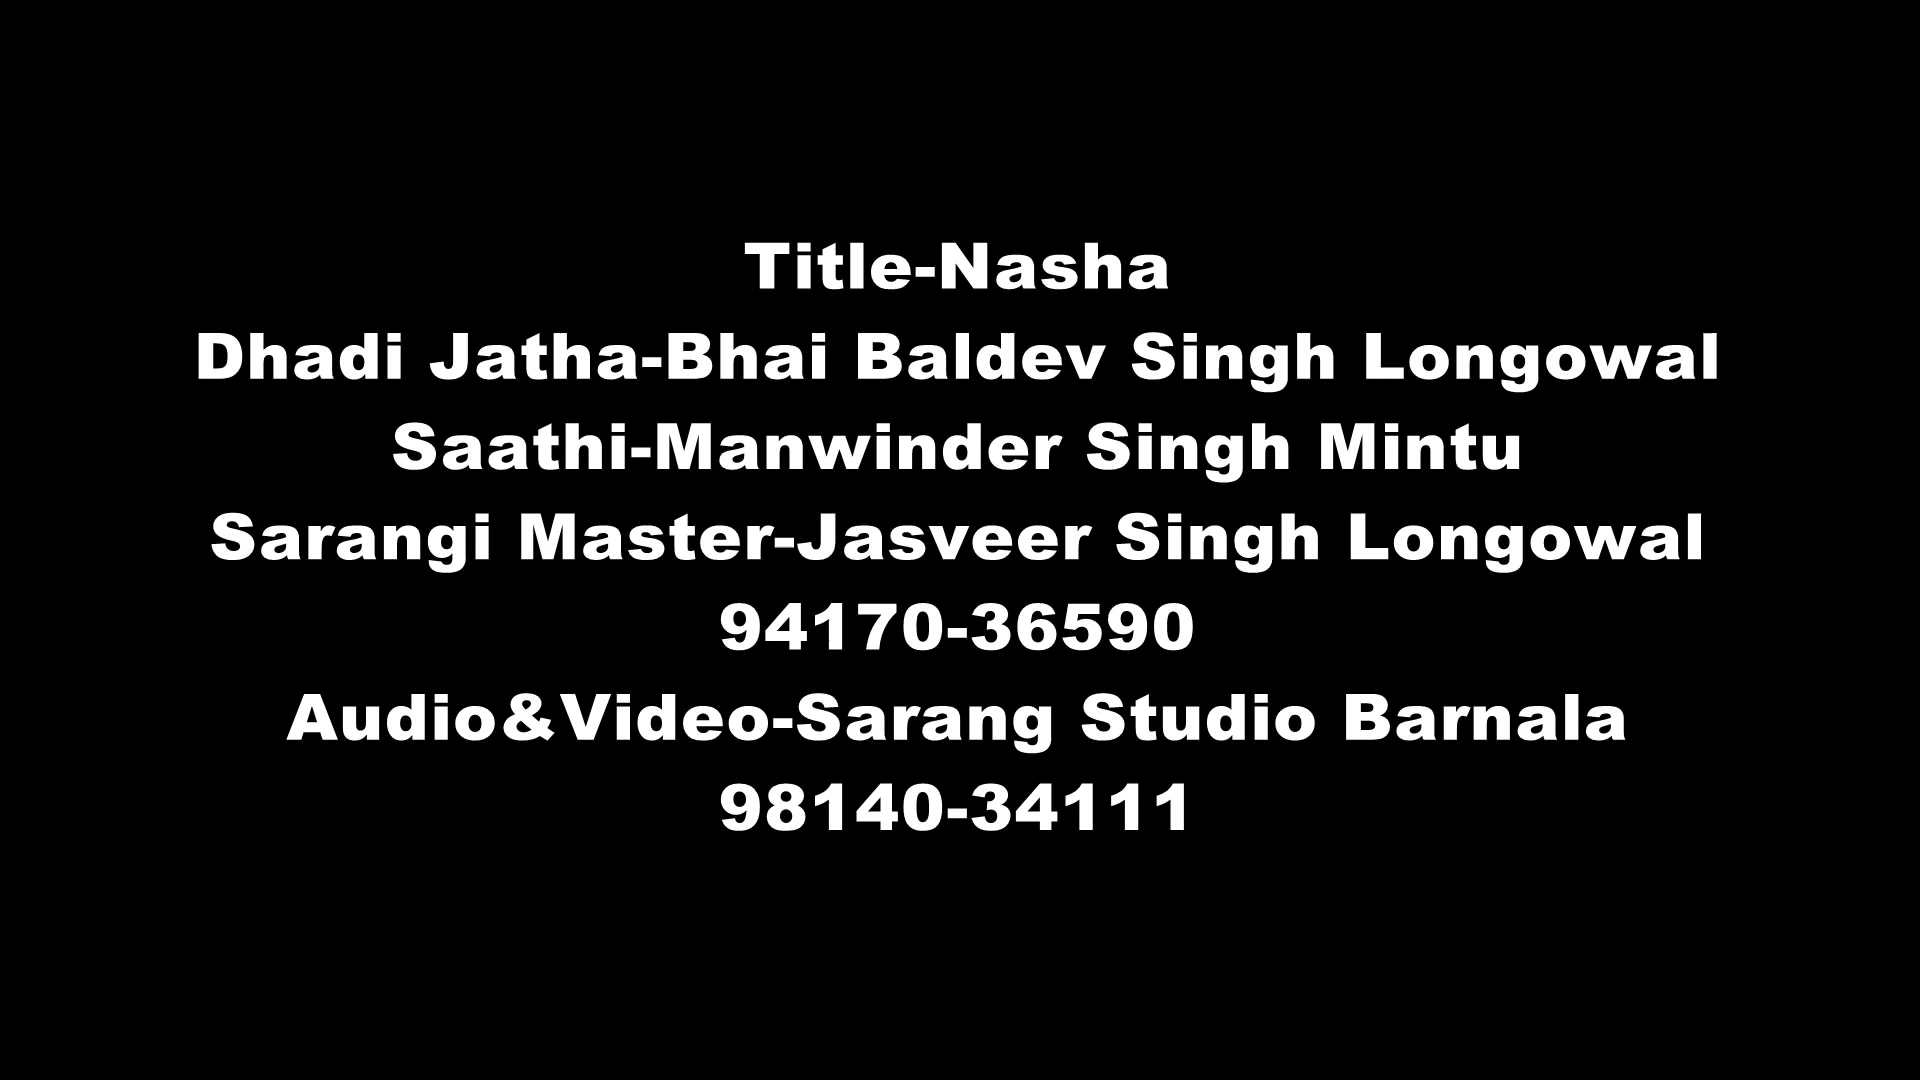 Title-Nasha
Dhadi Jatha-Bhai Baldev Singh Longowal
Saathi-Manwinder Singh Mintu
Sarangi Master-Jasveer Singh Longowal
94170-36590
Audio&Video-Sarang Studio Barnala
98140-34111